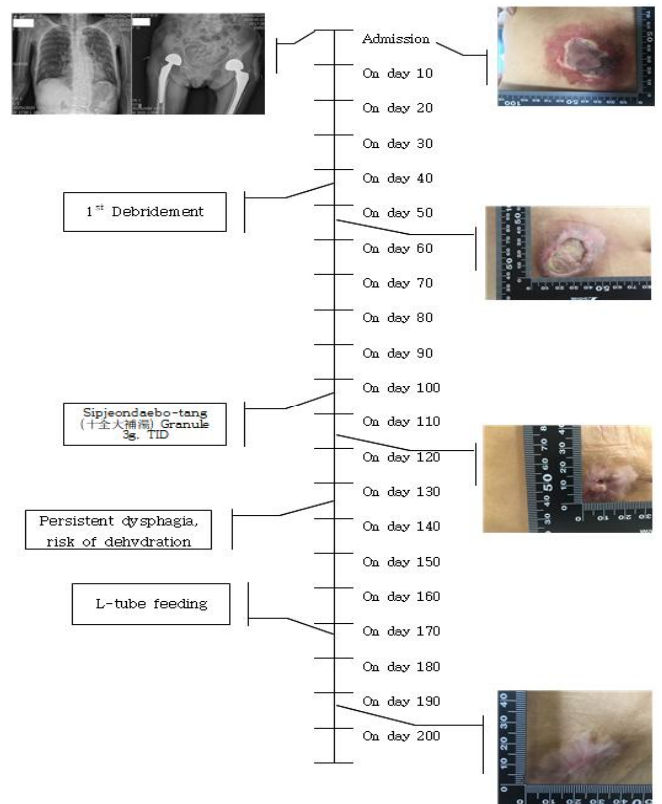 Admission
On day 10
On day 20
On day 30
On day 40
1st Debridement
On day 50
On day 60
On day 70
On day 80
On day 90
On day 100
Sipjeondaebo-tang
(十全大補湯) Granule
3g, TID
On day 110
On day 120
On day 130
Persistent dysphagia,
risk of dehydration
On day 140
On day 150
On day 160
L-tube feeding
On day 170
On day 180
On day 190
On day 200